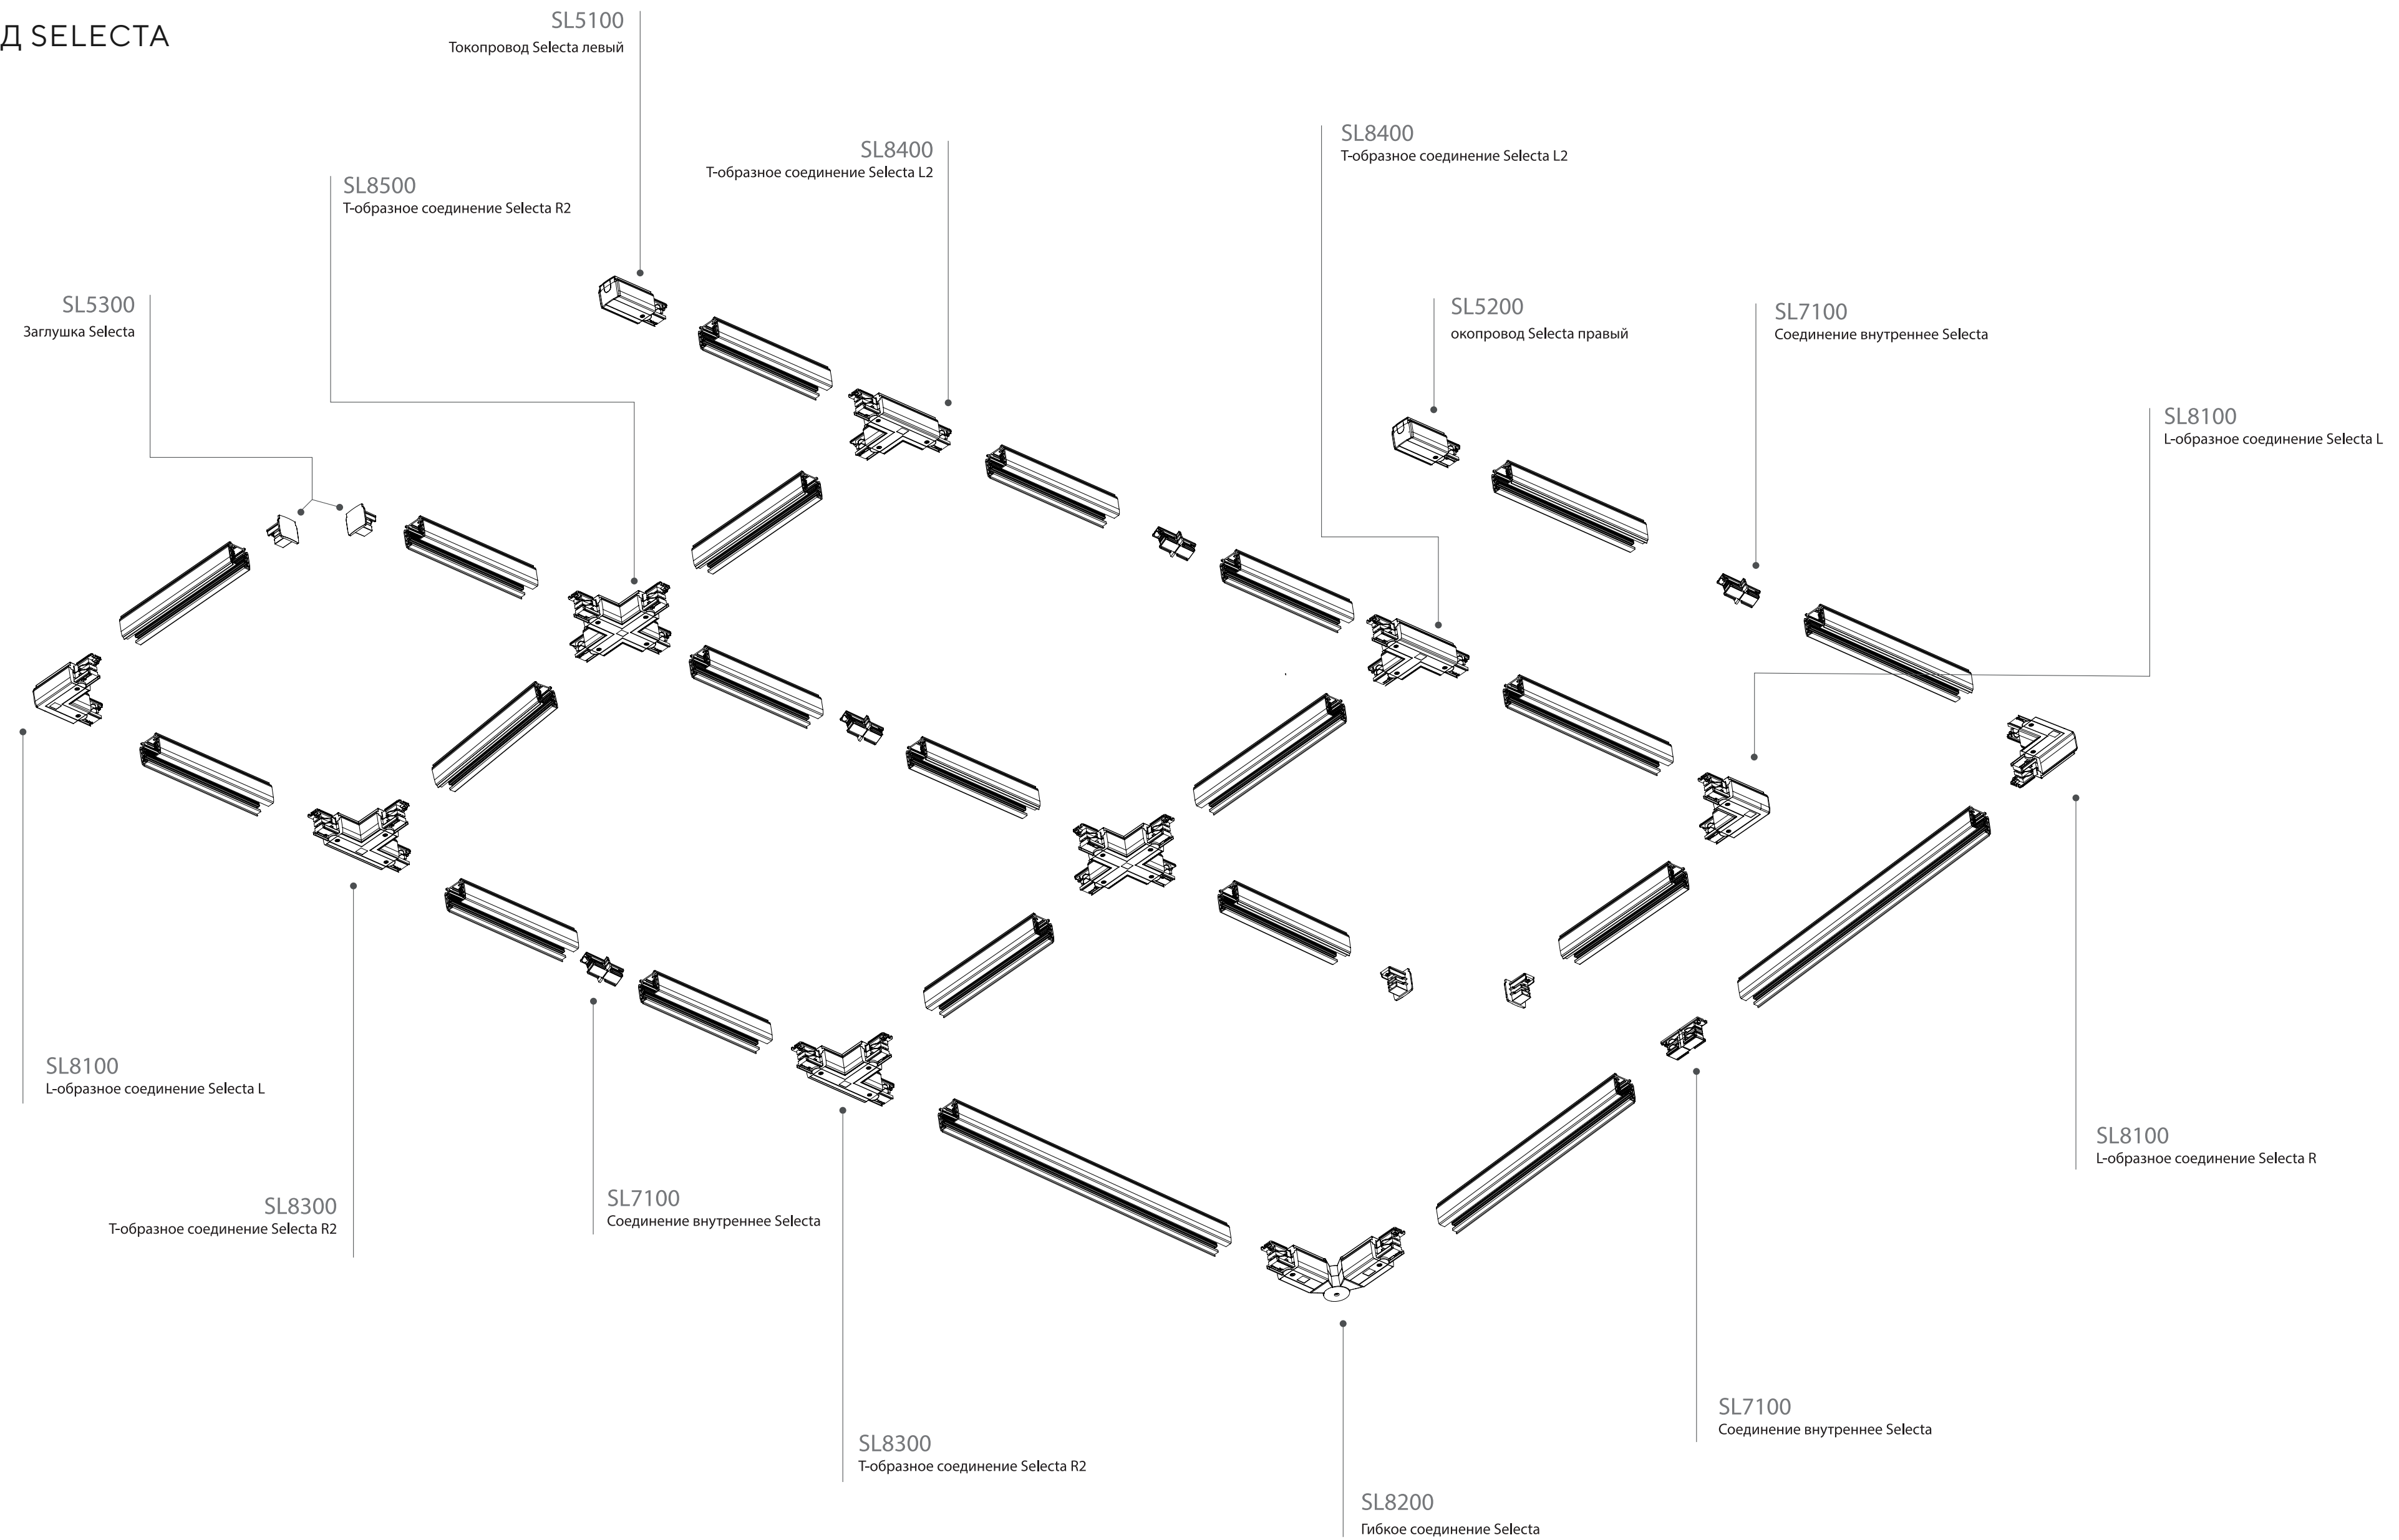 Д SELECTA
SL5100
Токопровод Selecta левый
SL8400
Т-образное соединение Selecta L2
SL8400
Т-образное соединение Selecta L2
SL8500
Т-образное соединение Selecta R2
SL5300
Заглушка Selecta
SL5200
окопровод Selecta правый
SL7100
Соединение внутреннее Selecta
SL8100
L-образное соединение Selecta L
SL8100
L-образное соединение Selecta L
SL8300
Т-образное соединение Selecta R2
SL7100
Соединение внутреннее Selecta
SL8100
L-образное соединение Selecta R
SL8300
Т-образное соединение Selecta R2
SL7100
Соединение внутреннее Selecta
SL8200
Гибкое соединение Selecta